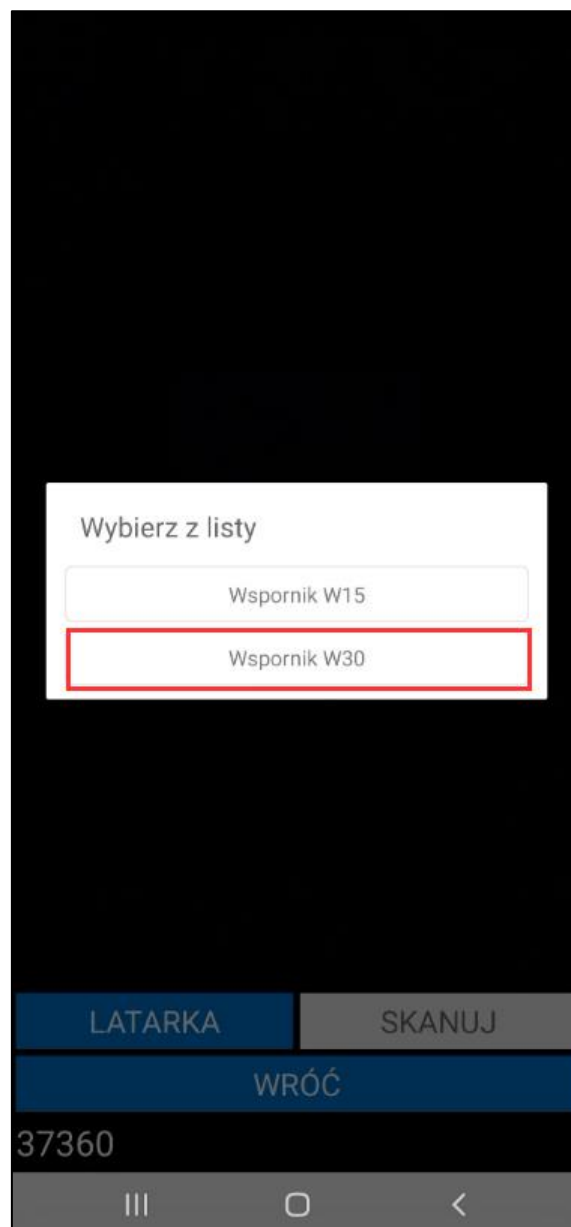 Wybierz z listy
Wspornik W15
Wspornik W30
LATARKA SKANUJ
WRÓĆ
37360